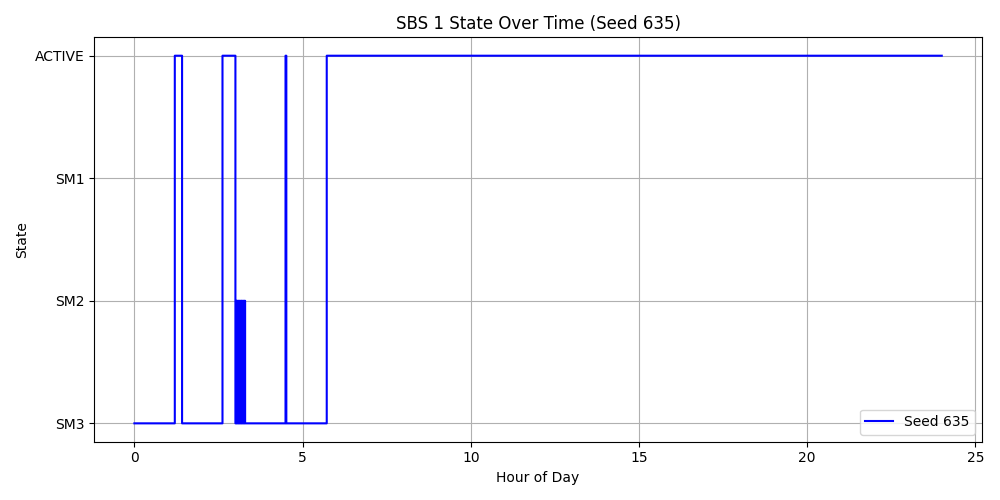 SBS 1 State Over Time (Seed 635)
ACTIVE
SM1
SM2
SM3
State
0 5 10 15 20 25
Hour of Day
Seed 635